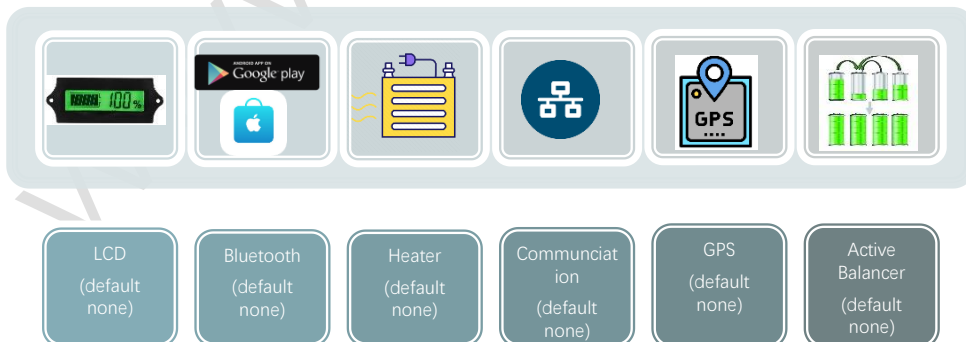 100%
ANDROID APP ON
Google play
GPS
LCD
(default
none)
Bluetooth
(default
none)
Heater
(default
none)
Communciat
ion
(default
none)
GPS
(default
none)
Active
Balancer
(default
none)